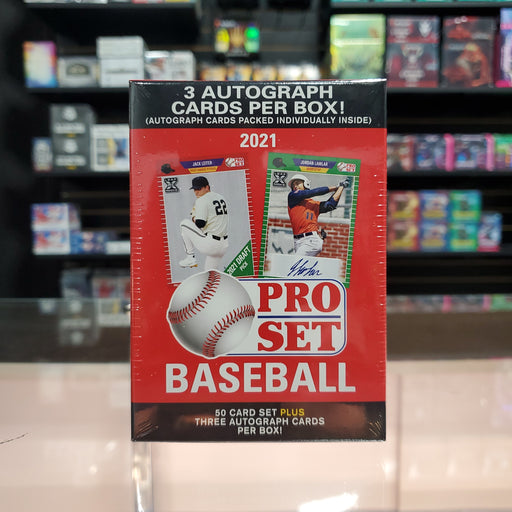 3 AUTOGRAPH
CARDS PER BOX!
(AUTOGRAPH CARDS PACKED INDIVIDUALLY INSIDE)
2021
JACK LEITER
JORDAN LAWLAR
22
2021 DRAFT
PICK
PRO
SET
BASEBALL
50 CARD SET PLUS
THREE AUTOGRAPH CARDS
PER BOX!